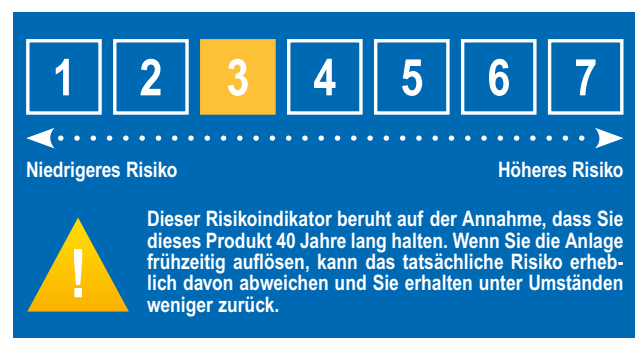 1 2 3 4 5 6 7
Niedrigeres Risiko Höheres Risiko
Dieser Risikoindikator beruht auf der Annahme, dass Sie
dieses Produkt 40 Jahre lang halten. Wenn Sie die Anlage
frühzeitig auflösen, kann das tatsächliche Risiko erheb-
lich davon abweichen und Sie erhalten unter Umständen
weniger zurück.
!